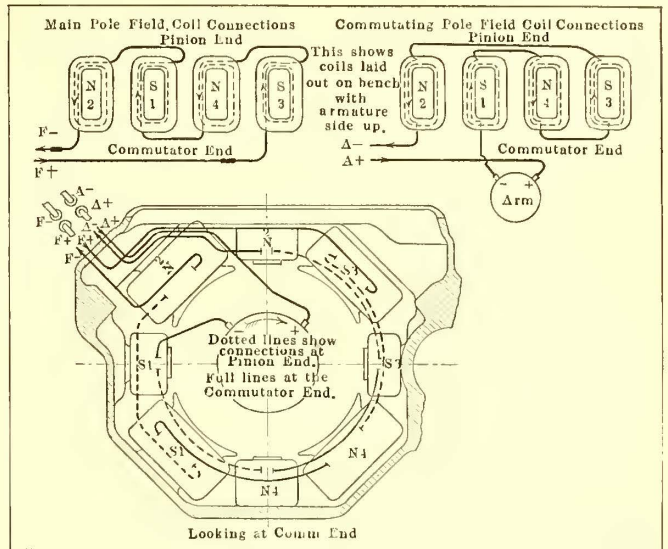 Main Pole Field Coil Connections
Pinion End
Commutating Pole Field Coil Connections
Pinion End
N
2
S
1
N
4
S
3
This shows
coils laid
out on bench
with
armature
side up.
N
2
S
1
N
4
S
3
F-
F+
Commutator End
A-
A+
Commutator End
- +
Arm
A-
A+
F-
F+
F+
A-
A+
F-
2
N
N
S3
S1
- +
Dotted lines show
connections at
Pinion End.
Full lines at the
Commutator End.
S3
S1
N4
N4
Looking at Comm End